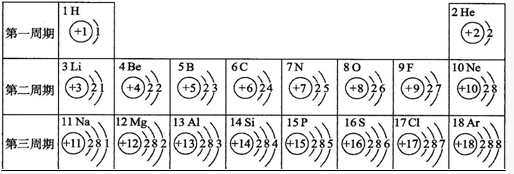 1 H 2 He
第一周期 +1 1 +2 2
3 Li 4 Be 5 B 6 C 7 N 8 O 9 F 10 Ne
第二周期 +3 2 1 +4 2 2 +5 2 3 +6 2 4 +7 2 5 +8 2 6 +9 2 7 +10 2 8
11 Na 12 Mg 13 Al 14 Si 15 P 16 S 17 Cl 18 Ar
第三周期 +11 2 8 1 +12 2 8 2 +13 2 8 3 +14 2 8 4 +15 2 8 5 +16 2 8 6 +17 2 8 7 +18 2 8 8